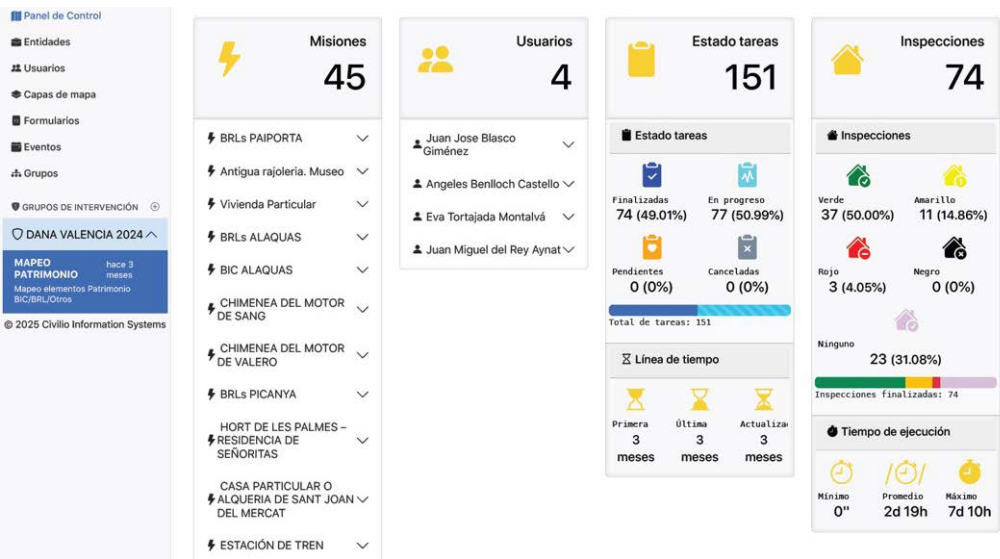 Panel de Control
Entidades
Usuarios
Capas de mapa
Formularios
Eventos
Grupos
GRUPOS DE INTERVENCIÓN
DANA VALENCIA 2024
MAPEO
PATRIMONIO
hace 3
meses
Mapeo elementos Patrimonio
BIC/BRL/Otros
© 2025 Civilio Information Systems
Misiones
45
BRLs PAIPORTA
Antigua rajoleria. Museo
Vivienda Particular
BRLs ALAQUAS
BIC ALAQUAS
CHIMENEA DEL MOTOR
DE SANG
CHIMENEA DEL MOTOR
DE VALERO
BRLs PICANYA
HORT DE LES PALMES –
RESIDENCIA DE
SEÑORITAS
CASA PARTICULAR O
ALQUERIA DE SANT JOAN
DEL MERCAT
ESTACIÓN DE TREN
Usuarios
4
Juan Jose Blasco
Giménez
Angeles Benlloch Castello
Eva Tortajada Montalvá
Juan Miguel del Rey Aynat
Estado tareas
151
Estado tareas
Finalizadas
74 (49.01%)
En progreso
77 (50.99%)
Pendientes
0 (0%)
Canceladas
0 (0%)
Total de tareas: 151
Línea de tiempo
Primera
3
meses
Última
3
meses
Actualiza
3
meses
Inspecciones
74
Inspecciones
Verde
37 (50.00%)
Amarillo
11 (14.86%)
Rojo
3 (4.05%)
Negro
0 (0%)
Ninguno
23 (31.08%)
Inspecciones finalizadas: 74
Tiempo de ejecución
Mínimo
0"
Promedio
2d 19h
Máximo
7d 10h